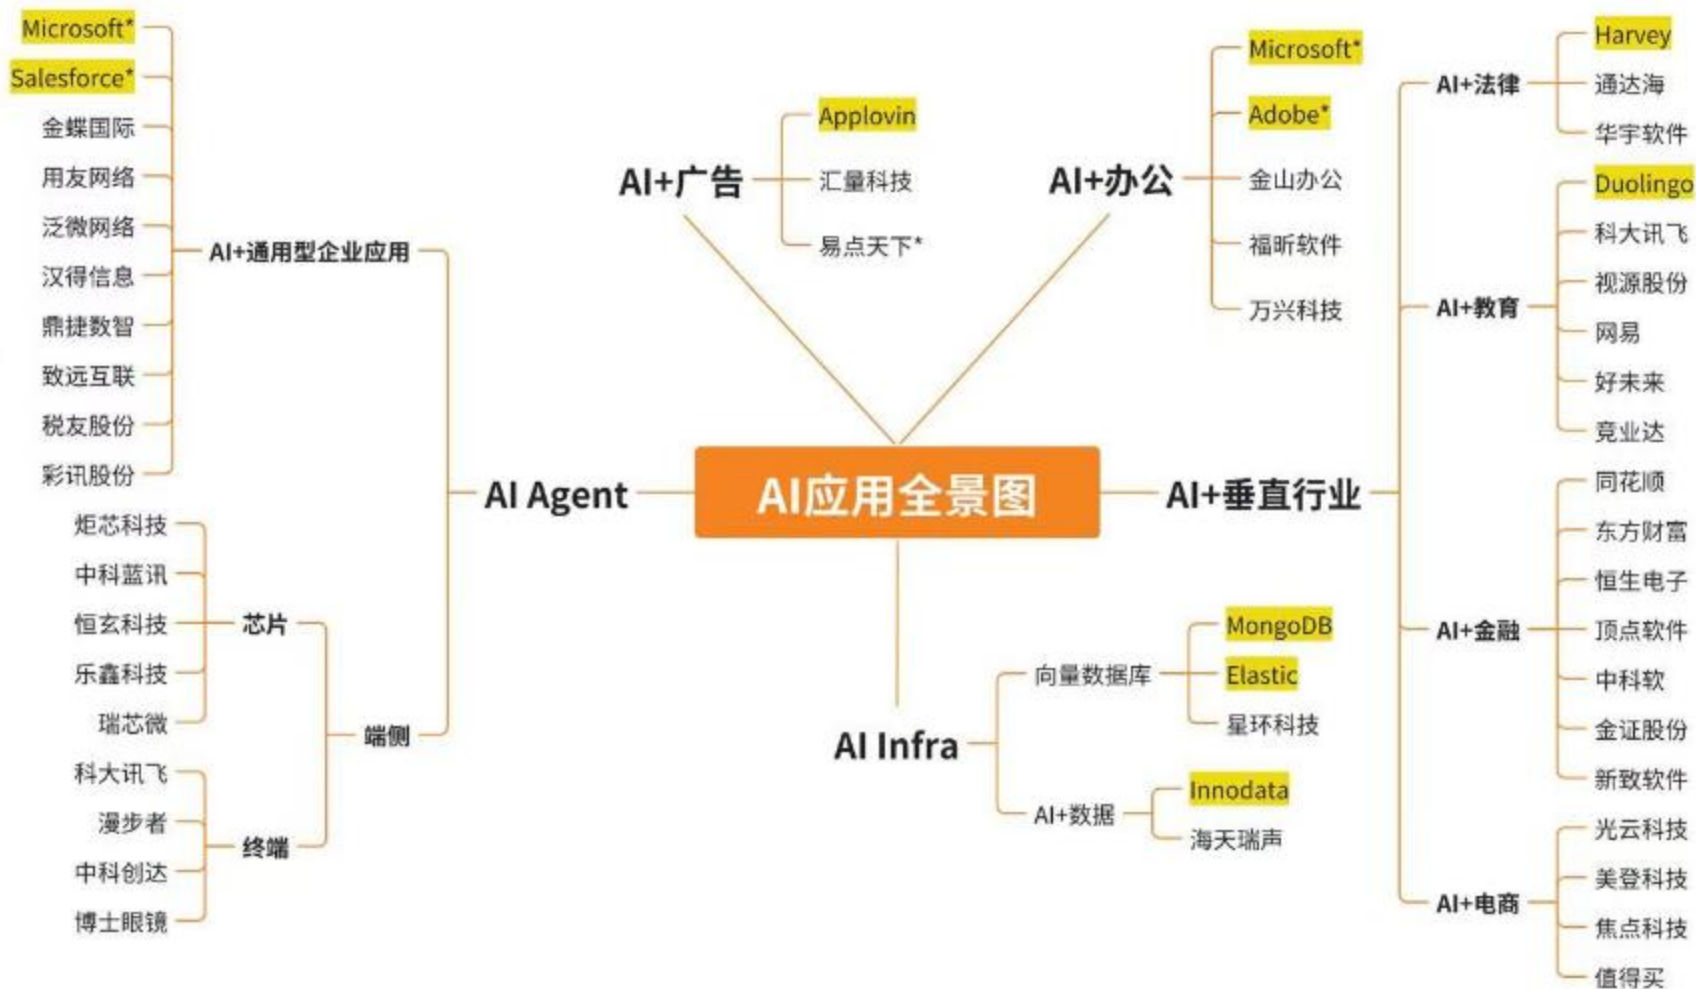 AI应用全景图
AI Agent
AI+通用型企业应用
Microsoft*
Salesforce*
金蝶国际
用友网络
泛微网络
汉得信息
鼎捷数智
致远互联
税友股份
彩讯股份
端侧
芯片
炬芯科技
中科蓝讯
恒玄科技
乐鑫科技
瑞芯微
终端
科大讯飞
漫步者
中科创达
博士眼镜
AI+广告
Applovin
汇量科技
易点天下*
AI+办公
Microsoft*
Adobe*
金山办公
福昕软件
万兴科技
AI+垂直行业
AI+法律
Harvey
通达海
华宇软件
AI+教育
Duolingo
科大讯飞
视源股份
网易
好未来
竞业达
AI+金融
同花顺
东方财富
恒生电子
顶点软件
中科软
金证股份
新致软件
AI+电商
光云科技
美登科技
焦点科技
值得买
AI Infra
向量数据库
MongoDB
Elastic
星环科技
AI+数据
Innodata
海天瑞声